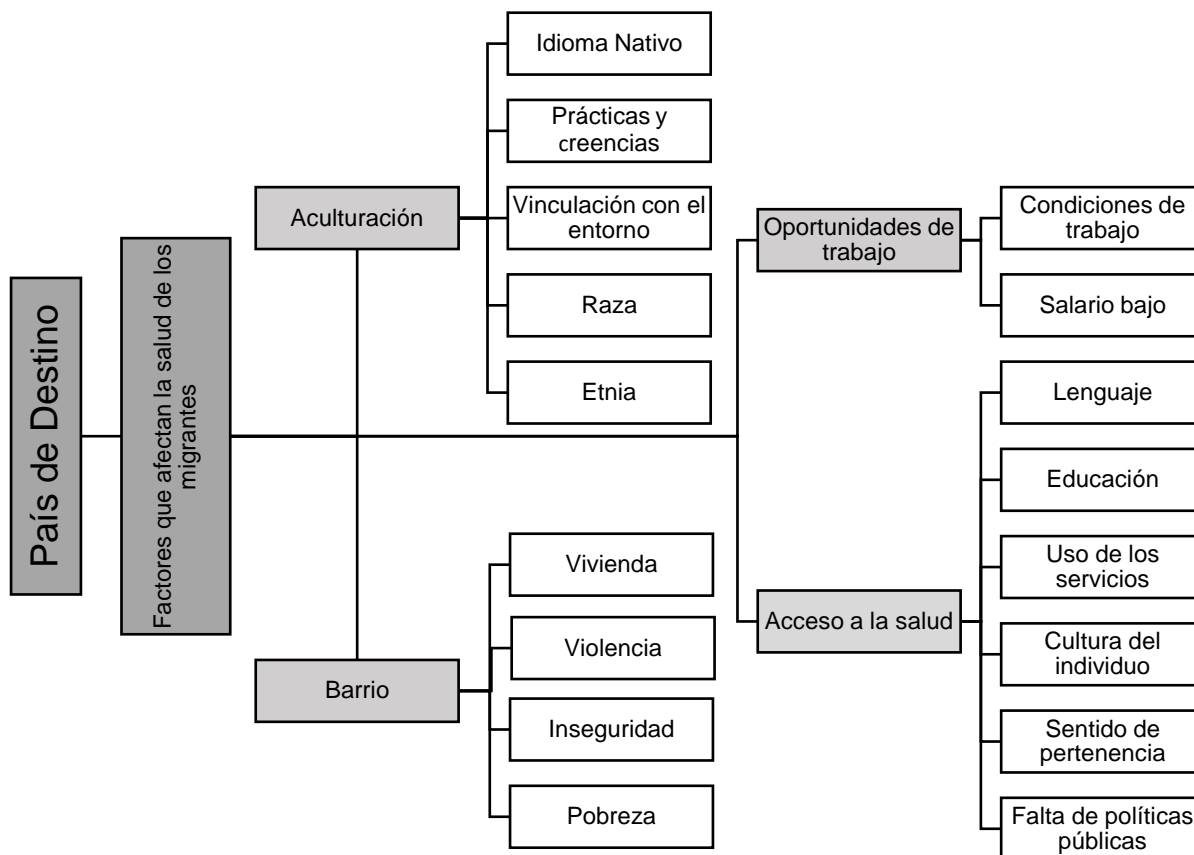 País de Destino
Factores que afectan la salud de los
migrantes
Aculturación
Idioma Nativo
Prácticas y
creencias
Vinculación con el
entorno
Raza
Etnia
Barrio
Vivienda
Violencia
Inseguridad
Pobreza
Oportunidades de
trabajo
Condiciones de
trabajo
Salario bajo
Acceso a la salud
Lenguaje
Educación
Uso de los
servicios
Cultura del
individuo
Sentido de
pertenencia
Falta de políticas
públicas